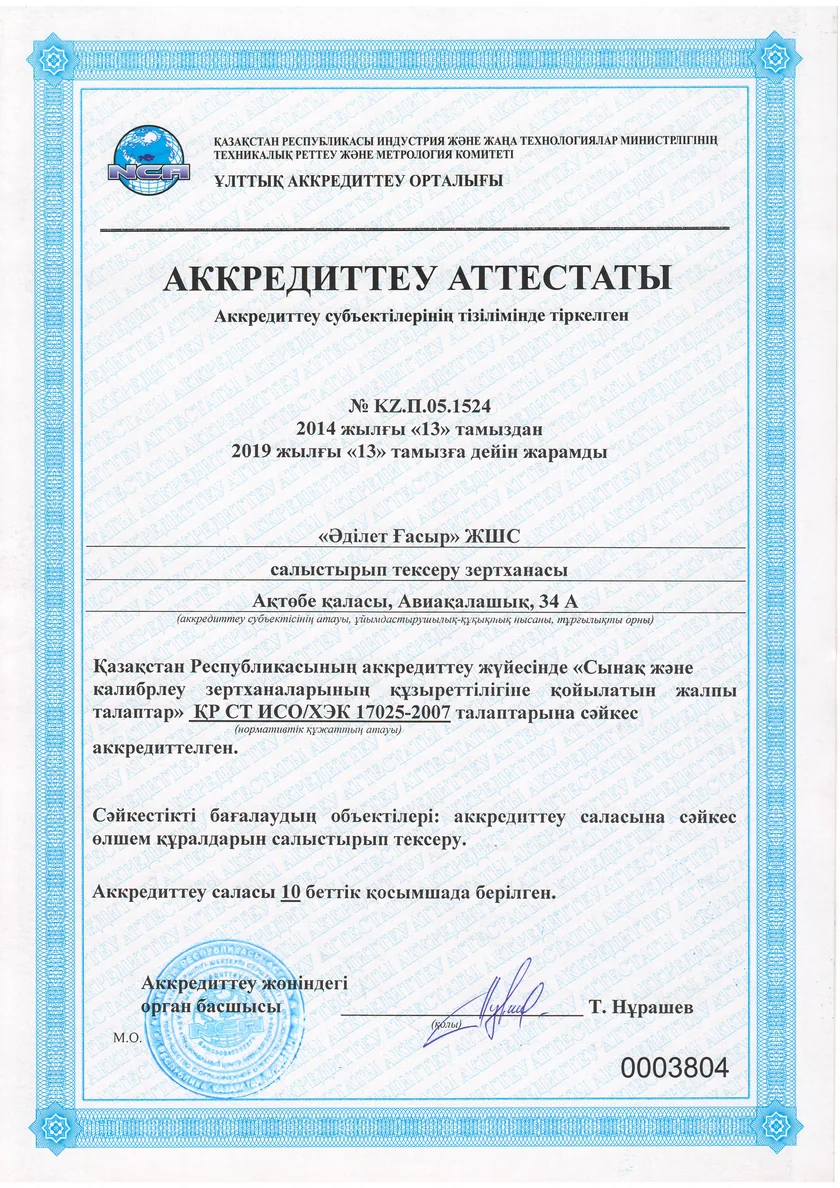 ҚАЗАҚСТАН РЕСПУБЛИКАСЫ ИНДУСТРИЯ ЖӘНЕ ЖАҢА ТЕХНОЛОГИЯЛАР МИНИСТРЛІГІНІҢ
ТЕХНИКАЛЫҚ РЕТТЕУ ЖӘНЕ МЕТРОЛОГИЯ КОМИТЕТІ
NCA
ҰЛТТЫҚ АККРЕДИТТЕУ ОРТАЛЫҒЫ
АККРЕДИТТЕУ АТТЕСТАТЫ
Аккредиттеу субъектілерінің тізілімінде тіркелген
№ KZ.П.05.1524
2014 жылғы «13» тамыздан
2019 жылғы «13» тамызға дейін жарамды
«Әділет Ғасыр» ЖШС
салыстырып тексеру зертханасы
Ақтөбе қаласы, Авиақалашық, 34 А
(аккредиттеу субъектісінің атауы, ұйымдастырушылық-құқықтық нысаны, тұрғылықты орны)
Қазақстан Республикасының аккредиттеу жүйесінде «Сынақ және
калибрлеу зертханаларының құзыреттілігіне қойылатын жалпы
талаптар» ҚР СТ ИСО/ХЭК 17025-2007 талаптарына сәйкес
(нормативтік құжаттың атауы)
аккредиттелген.
Сәйкестікті бағалаудың объектілері: аккредиттеу саласына сәйкес
өлшем құралдарын салыстырып тексеру.
Аккредиттеу саласы 10 беттік қосымшада берілген.
Аккредиттеу жөніндегі
орган басшысы
Т. Нұрашев
(қолы)
М.О.
0003804